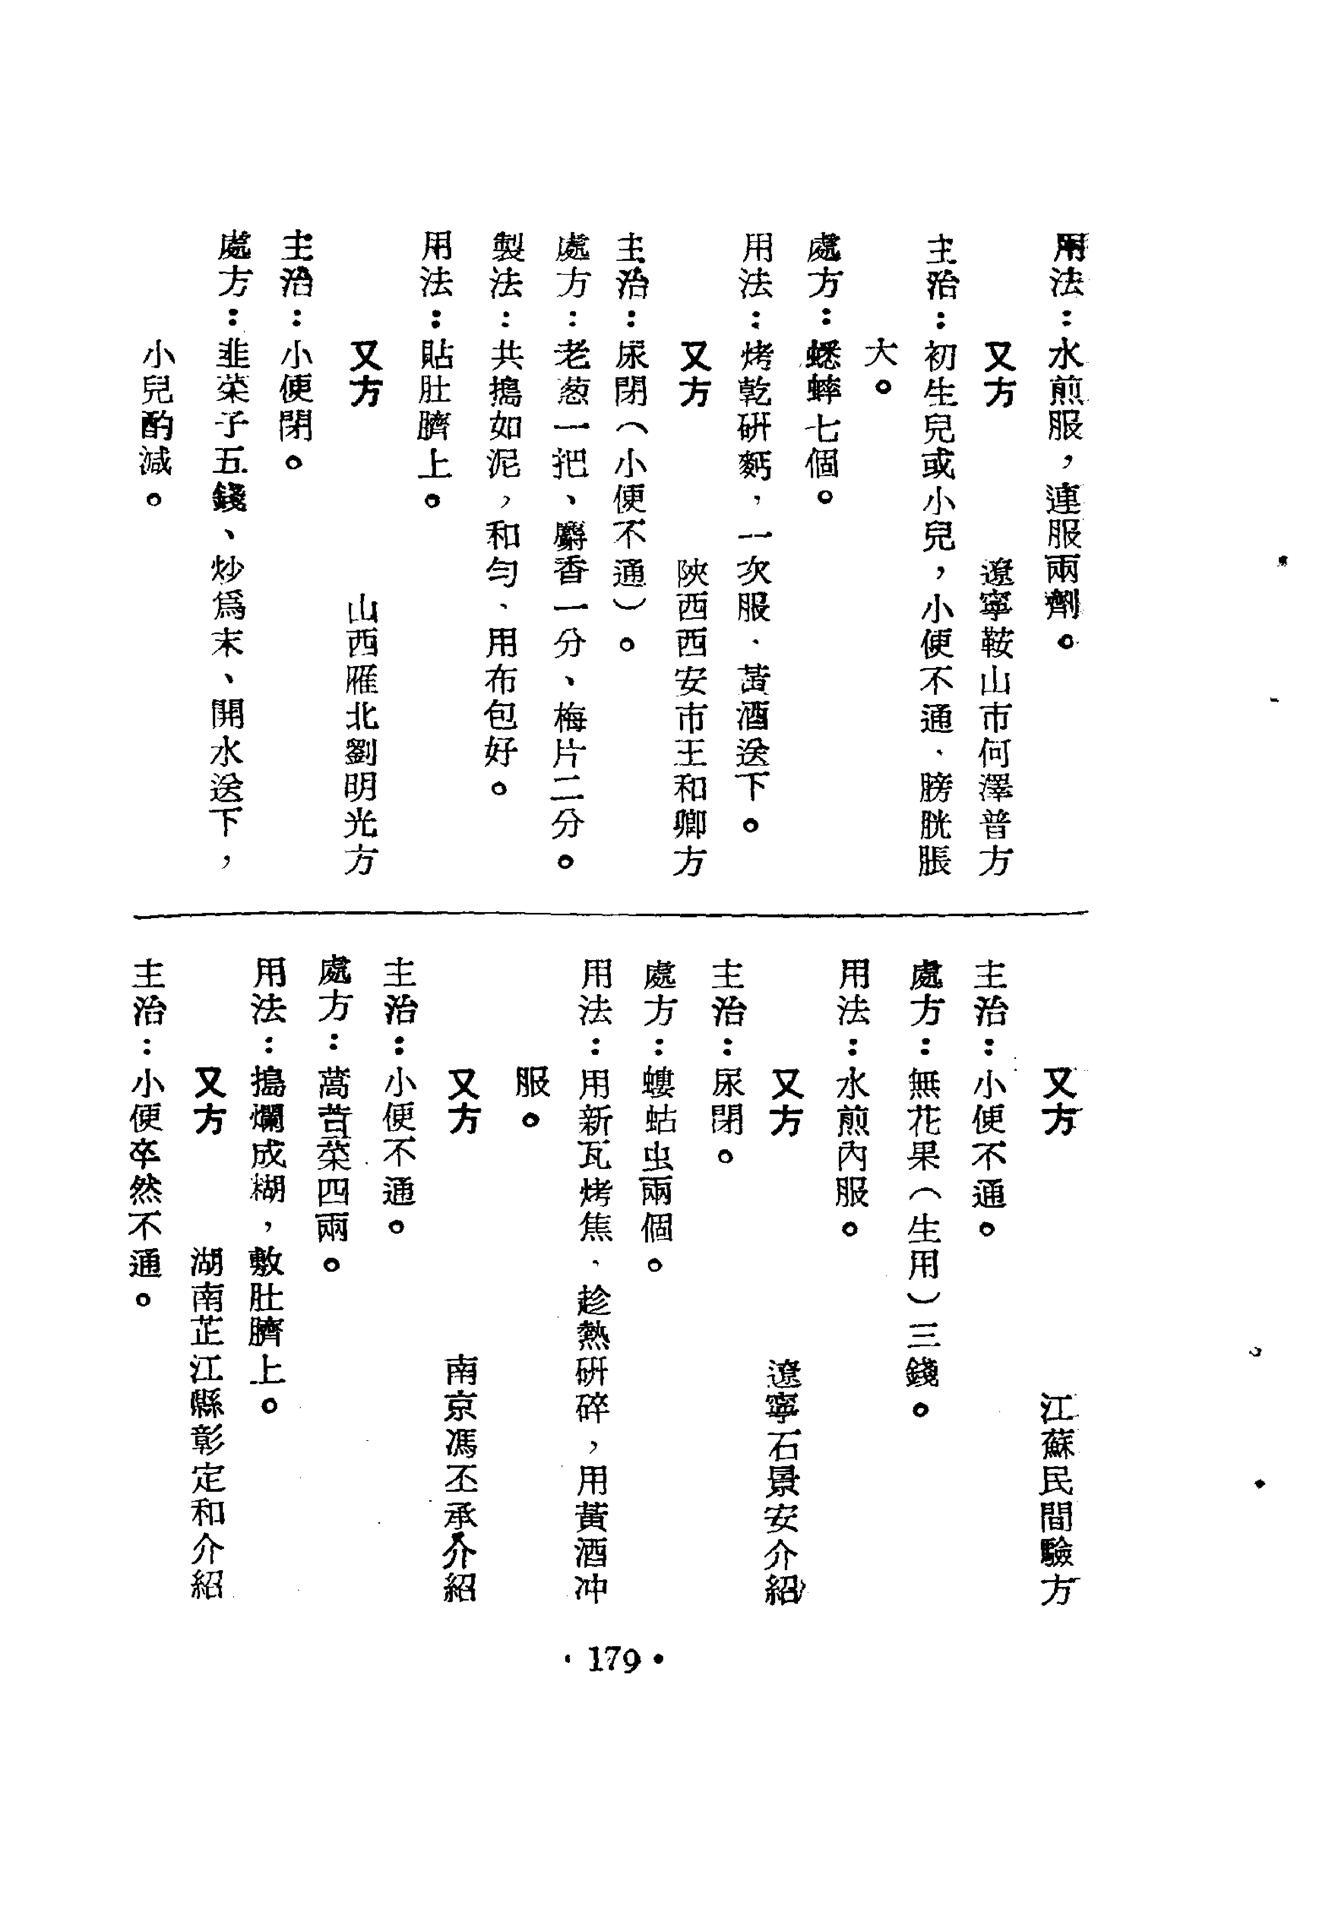 用法：水煎服，連服兩劑。
又方　遼寧鞍山市何澤普方
主治：初生兒或小兒，小便不通、膀胱脹
大。
處方：蟋蟀七個。
用法：烤乾研麪，一次服、黃酒送下。
又方　陝西西安市王和卿方
主治：尿閉（小便不通）。
處方：老葱一把、麝香一分、梅片二分。
製法：共搗如泥，和勻、用布包好。
用法：貼肚臍上。
又方　山西雁北劉明光方
主治：小便閉。
處方：韭菜子五錢、炒爲末、開水送下，
小兒酌減。
又方　江蘇民間驗方
主治：小便不通。
處方：無花果（生用）三錢。
用法：水煎內服。
又方　遼寧石景安介紹
主治：尿閉。
處方：螻蛄虫兩個。
用法：用新瓦烤焦、趁熱研碎，用黃酒冲
服。
又方　南京馮丕承介紹
主治：小便不通。
處方：萵苣菜四兩。
用法：搗爛成糊，敷肚臍上。
又方　湖南芷江縣彰定和介紹
主治：小便卒然不通。
· 179 ·